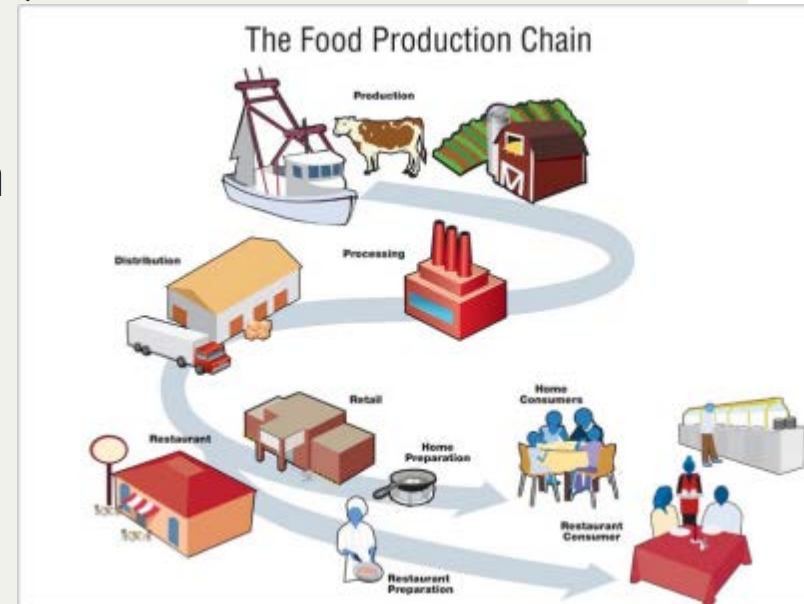 The Food Production Chain
Production
Distribution
Processing
Retail
Home
Consumers
Restaurant
Home
Preparation
Restaurant
Consumer
Restaurant
Preparation